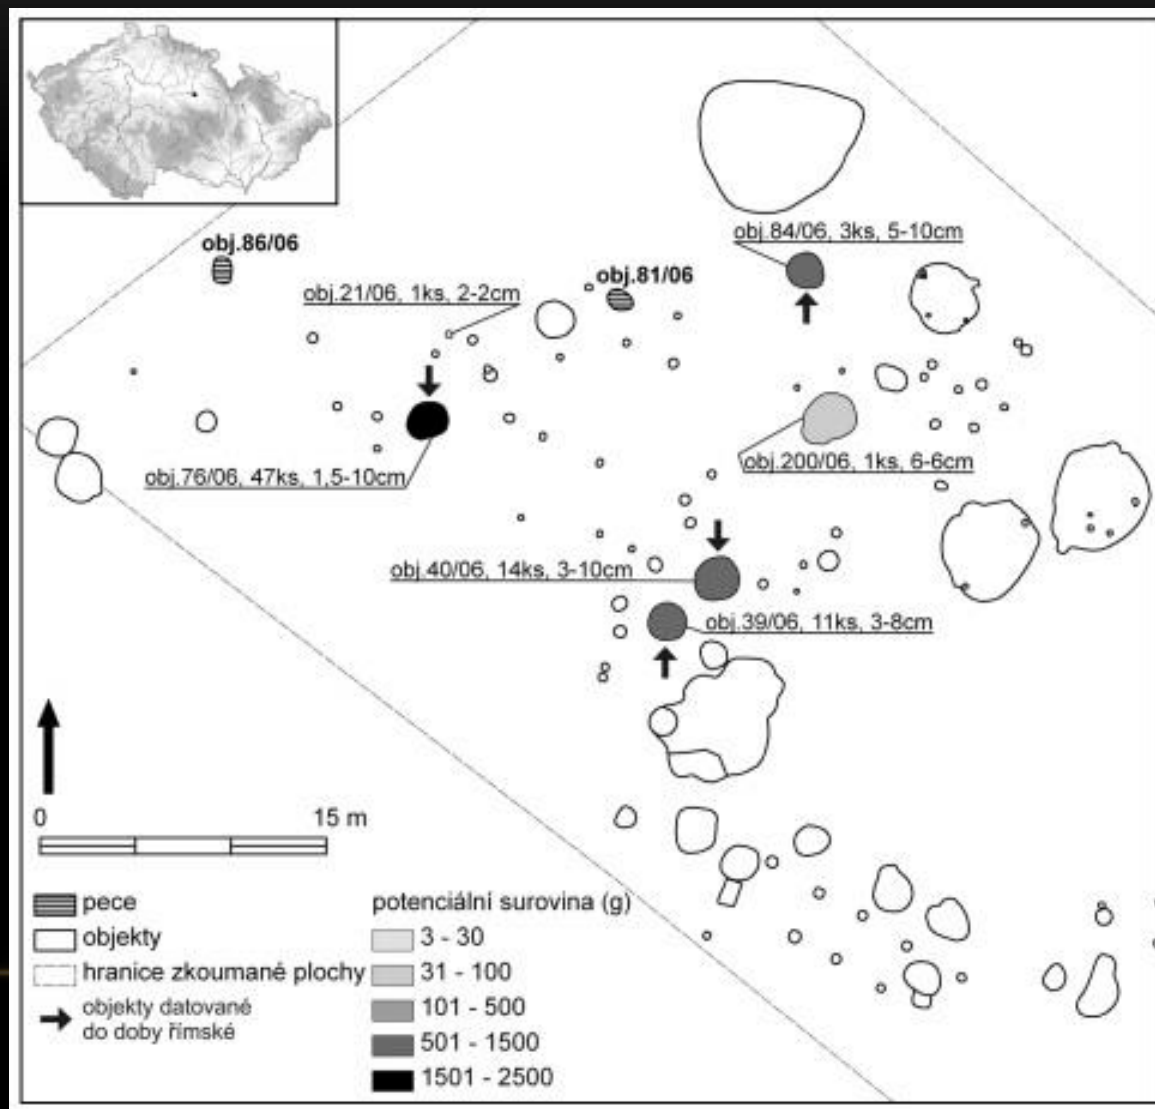 obj.86/06
obj.84/06, 3ks, 5-10cm
obj.81/06
obj.21/06, 1ks, 2-2cm
obj.76/06, 47ks, 1,5-10cm
obj.200/06, 1ks, 6-6cm
obj.40/06, 14ks, 3-10cm
obj.39/06, 11ks, 3-8cm
0 15 m
pece
objekty
hranice zkoumané plochy
objekty datované
do doby římské
potenciální surovina (g)
3 - 30
31 - 100
101 - 500
501 - 1500
1501 - 2500